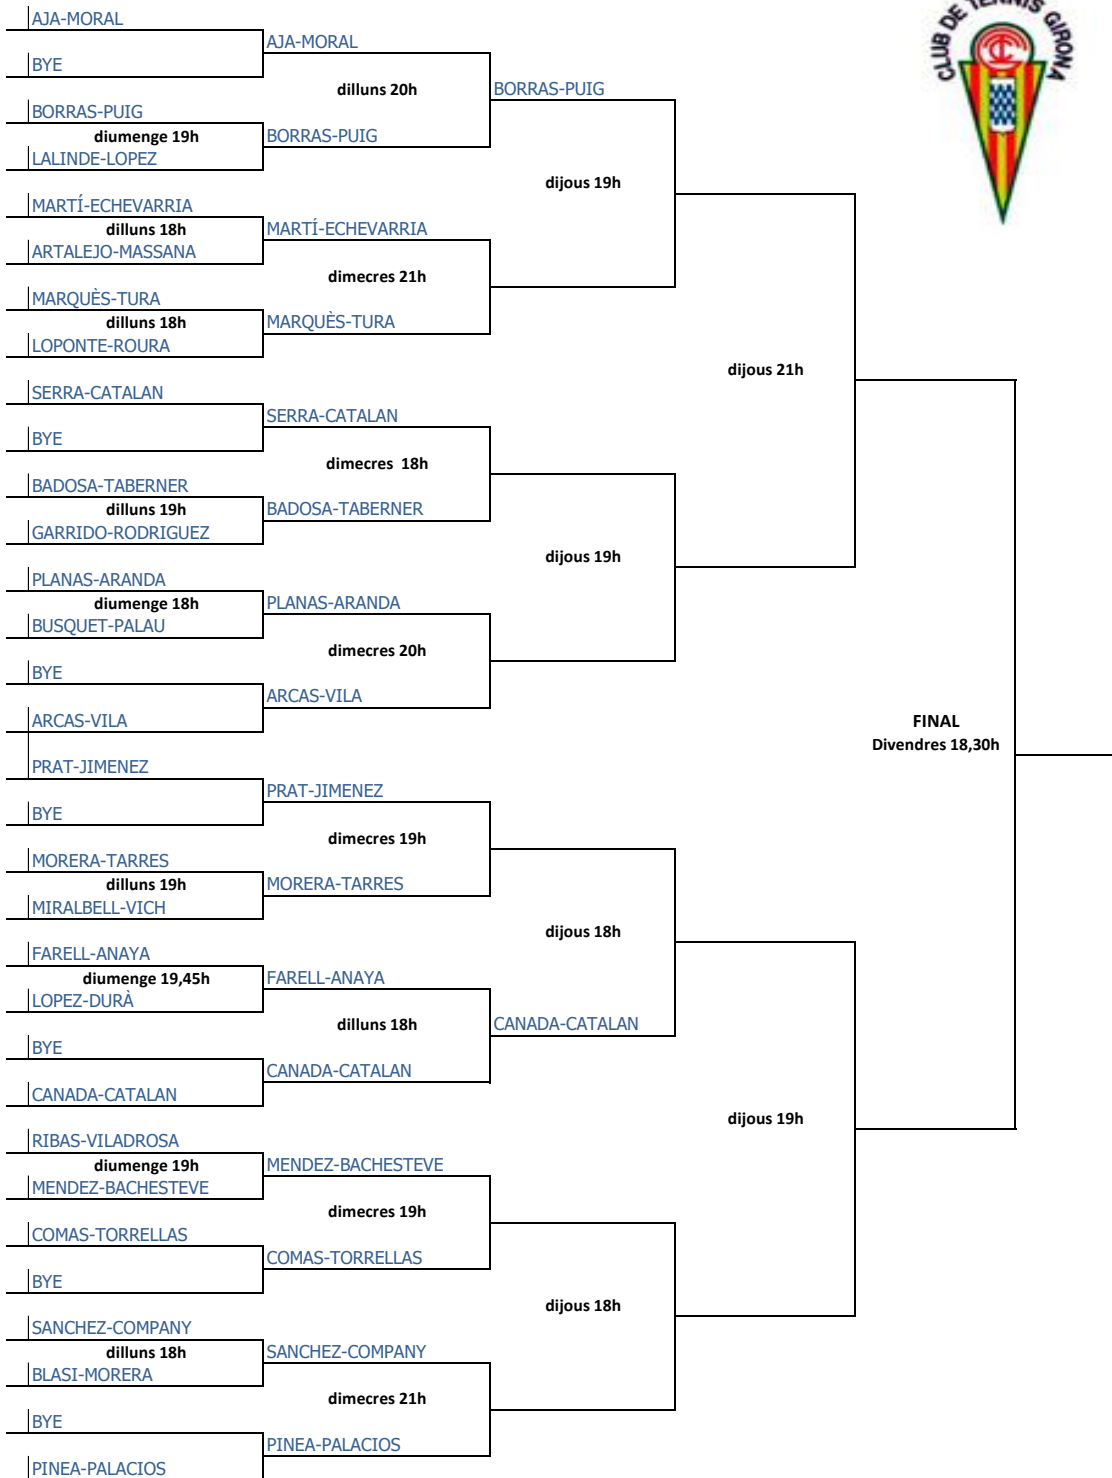 CLUB DE TENNIS GIRONA
AJA-MORAL
AJA-MORAL
BYE
dilluns 20h
BORRAS-PUIG
BORRAS-PUIG
diumenge 19h
BORRAS-PUIG
LALINDE-LOPEZ
dijous 19h
MARTÍ-ECHEVARRIA
dilluns 18h
MARTÍ-ECHEVARRIA
ARTALEJO-MASSANA
dimecres 21h
MARQUÈS-TURA
dilluns 18h
MARQUÈS-TURA
LOPONTE-ROURA
dijous 21h
SERRA-CATALAN
SERRA-CATALAN
BYE
dimecres  18h
BADOSA-TABERNER
dilluns 19h
BADOSA-TABERNER
GARRIDO-RODRIGUEZ
dijous 19h
PLANAS-ARANDA
diumenge 18h
PLANAS-ARANDA
BUSQUET-PALAU
dimecres 20h
BYE
ARCAS-VILA
ARCAS-VILA
FINAL
Divendres 18,30h
PRAT-JIMENEZ
PRAT-JIMENEZ
BYE
dimecres 19h
MORERA-TARRES
dilluns 19h
MORERA-TARRES
MIRALBELL-VICH
dijous 18h
FARELL-ANAYA
diumenge 19,45h
FARELL-ANAYA
LOPEZ-DURÀ
dilluns 18h
CANADA-CATALAN
BYE
CANADA-CATALAN
CANADA-CATALAN
dijous 19h
RIBAS-VILADROSA
diumenge 19h
MENDEZ-BACHESTEVE
MENDEZ-BACHESTEVE
dimecres 19h
COMAS-TORRELLAS
COMAS-TORRELLAS
BYE
dijous 18h
SANCHEZ-COMPANY
dilluns 18h
SANCHEZ-COMPANY
BLASI-MORERA
dimecres 21h
BYE
PINEA-PALACIOS
PINEA-PALACIOS